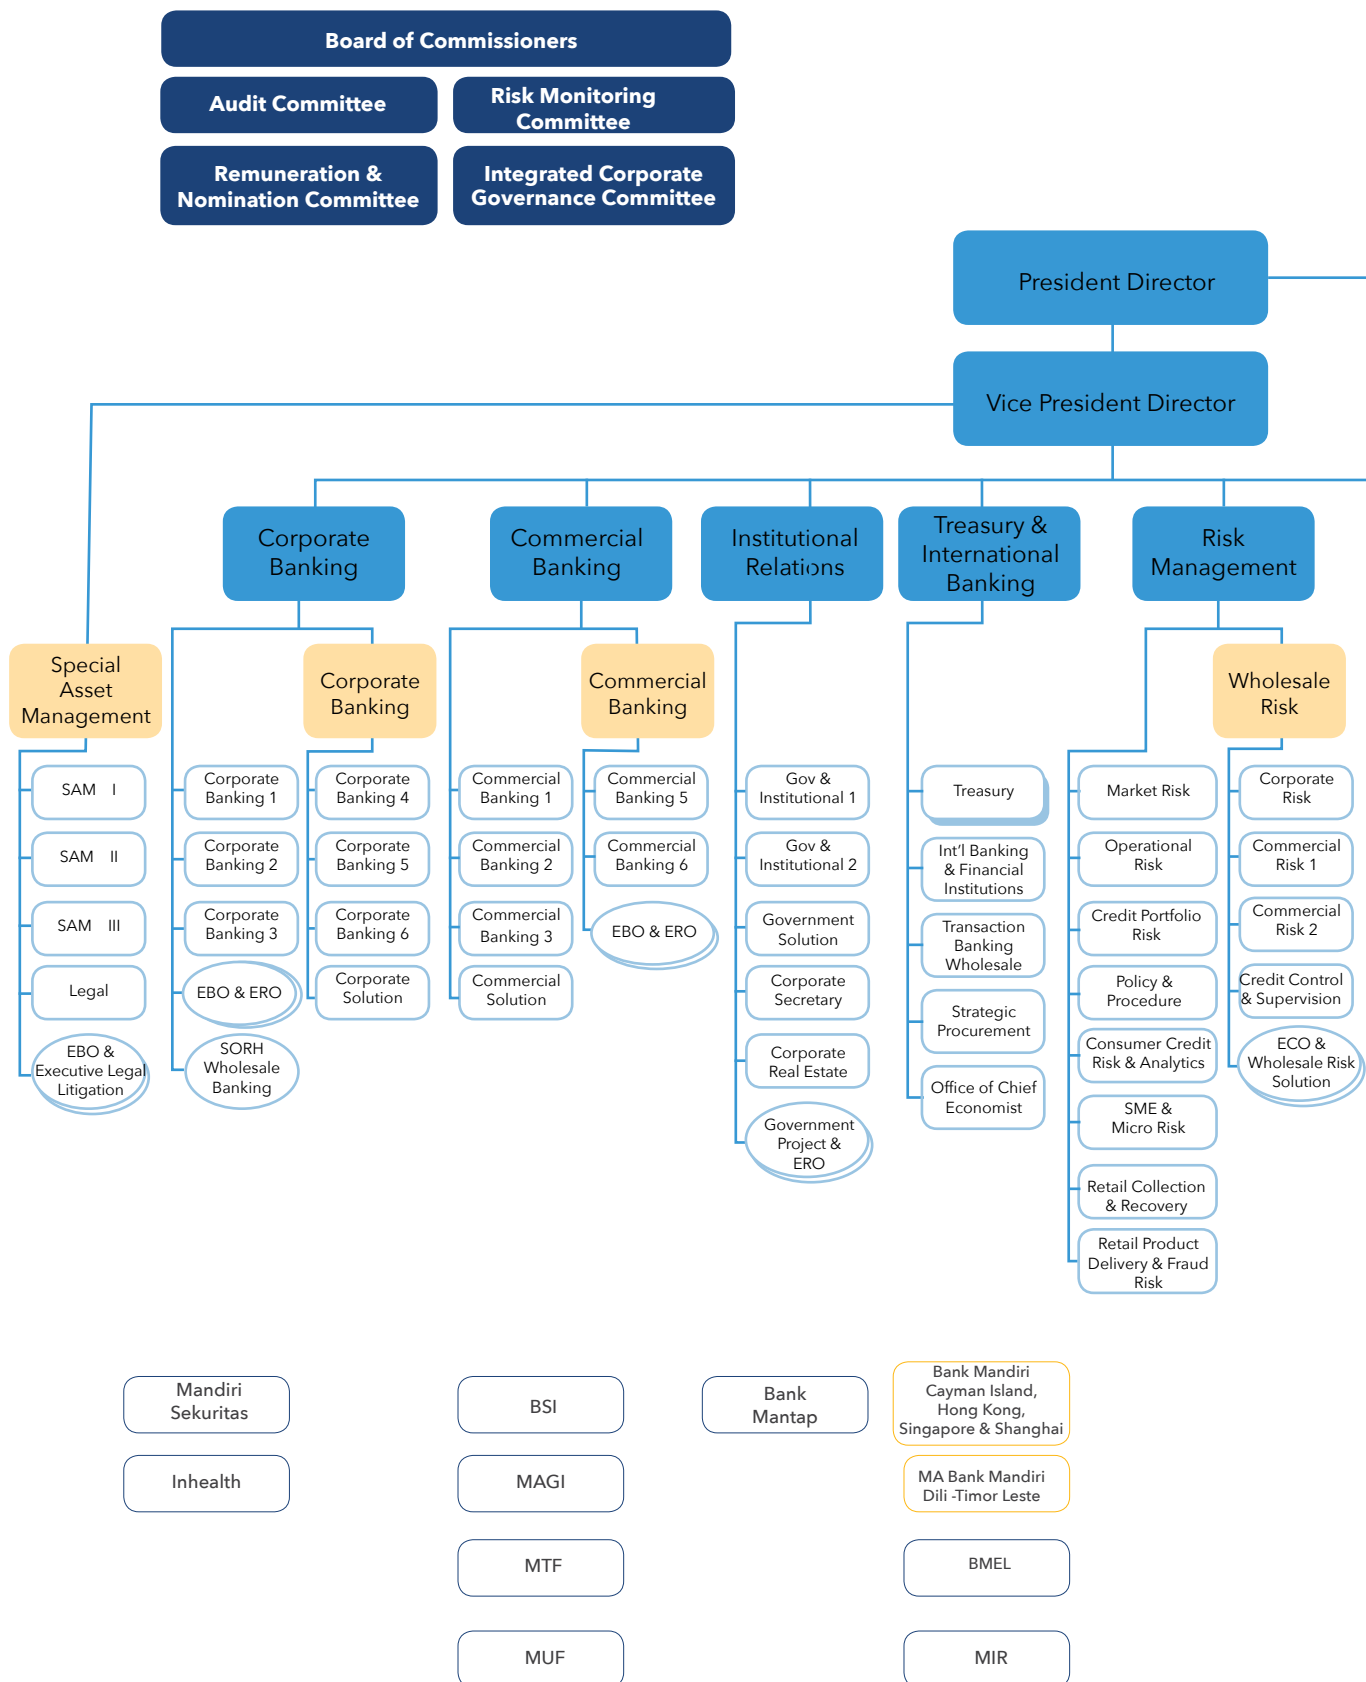 Board of Commissioners
Audit Committee
Risk Monitoring
Committee
Remuneration &
Nomination Committee
Integrated Corporate
Governance Committee
President Director
Vice President Director
Corporate
Banking
Commercial
Banking
Institutional
Relations
Treasury &
International
Banking
Risk
Management
Special
Asset
Management
Corporate
Banking
Commercial
Banking
Wholesale
Risk
SAM I
SAM II
SAM III
Legal
EBO &
Executive Legal
Litigation
Corporate
Banking 1
Corporate
Banking 2
Corporate
Banking 3
EBO & ERO
SORH
Wholesale
Banking
Corporate
Banking 4
Corporate
Banking 5
Corporate
Banking 6
Corporate
Solution
Commercial
Banking 1
Commercial
Banking 2
Commercial
Banking 3
Commercial
Solution
Commercial
Banking 5
Commercial
Banking 6
EBO & ERO
Gov &
Institutional 1
Gov &
Institutional 2
Government
Solution
Corporate
Secretary
Corporate
Real Estate
Government
Project &
ERO
Treasury
Int'l Banking
& Financial
Institutions
Transaction
Banking
Wholesale
Strategic
Procurement
Office of Chief
Economist
Market Risk
Operational
Risk
Credit Portfolio
Risk
Policy &
Procedure
Consumer Credit
Risk & Analytics
SME &
Micro Risk
Retail Collection
& Recovery
Retail Product
Delivery & Fraud
Risk
Corporate
Risk
Commercial
Risk 1
Commercial
Risk 2
Credit Control
& Supervision
ECO &
Wholesale Risk
Solution
Mandiri
Sekuritas
Inhealth
BSI
MAGI
MTF
MUF
Bank
Mantap
Bank Mandiri
Cayman Island,
Hong Kong,
Singapore & Shanghai
MA Bank Mandiri
Dili -Timor Leste
BMEL
MIR